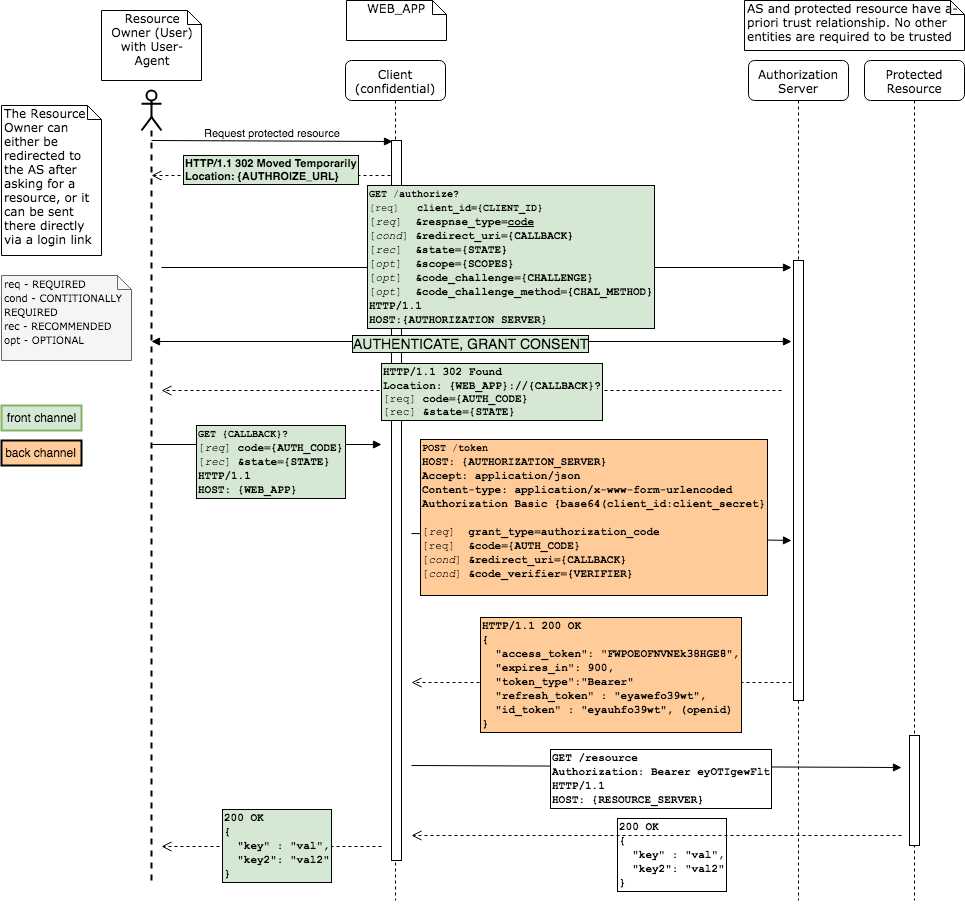 Resource
Owner (User)
with User-
Agent
WEB_APP
AS and protected resource have a-
priori trust relationship. No other
entities are required to be trusted
Client
(confidential)
Authorization
Server
Protected
Resource
The Resource
Owner can
either be
redirected to
the AS after
asking for a
resource, or it
can be sent
there directly
via a login link
Request protected resource
HTTP/1.1 302 Moved Temporarily
Location: {AUTHROIZE_URL}
GET /authorize?
[req] client_id={CLIENT_ID}
[req] &respnse_type=code
[cond] &redirect_uri={CALLBACK}
[rec] &state={STATE}
[opt] &scope={SCOPES}
[opt] &code_challenge={CHALLENGE}
[opt] &code_challenge_method={CHAL_METHOD}
HTTP/1.1
HOST:{AUTHORIZATION SERVER}
req - REQUIRED
cond - CONTITIONALLY
REQUIRED
rec - RECOMMENDED
opt - OPTIONAL
AUTHENTICATE, GRANT CONSENT
HTTP/1.1 302 Found
Location: {WEB_APP}://{CALLBACK}?
[req] code={AUTH_CODE}
[rec] &state={STATE}
front channel
back channel
GET {CALLBACK}?
[req] code={AUTH_CODE}
[rec] &state={STATE}
HTTP/1.1
HOST: {WEB_APP}
POST /token
HOST: {AUTHORIZATION_SERVER}
Accept: application/json
Content-type: application/x-www-form-urlencoded
Authorization Basic {base64(client_id:client_secret}
[req] grant_type=authorization_code
[req] &code={AUTH_CODE}
[cond] &redirect_uri={CALLBACK}
[cond] &code_verifier={VERIFIER}
HTTP/1.1 200 OK
{
"access_token": "FWPOEOFNVNEk38HGE8",
"expires_in": 900,
"token_type":"Bearer"
"refresh_token" : "eyawefo39wt",
"id_token" : "eyauhfo39wt", (openid)
}
GET /resource
Authorization: Bearer eyOTIgewFlt
HTTP/1.1
HOST: {RESOURCE_SERVER}
200 OK
{
"key" : "val",
"key2": "val2"
}
200 OK
{
"key" : "val",
"key2": "val2"
}